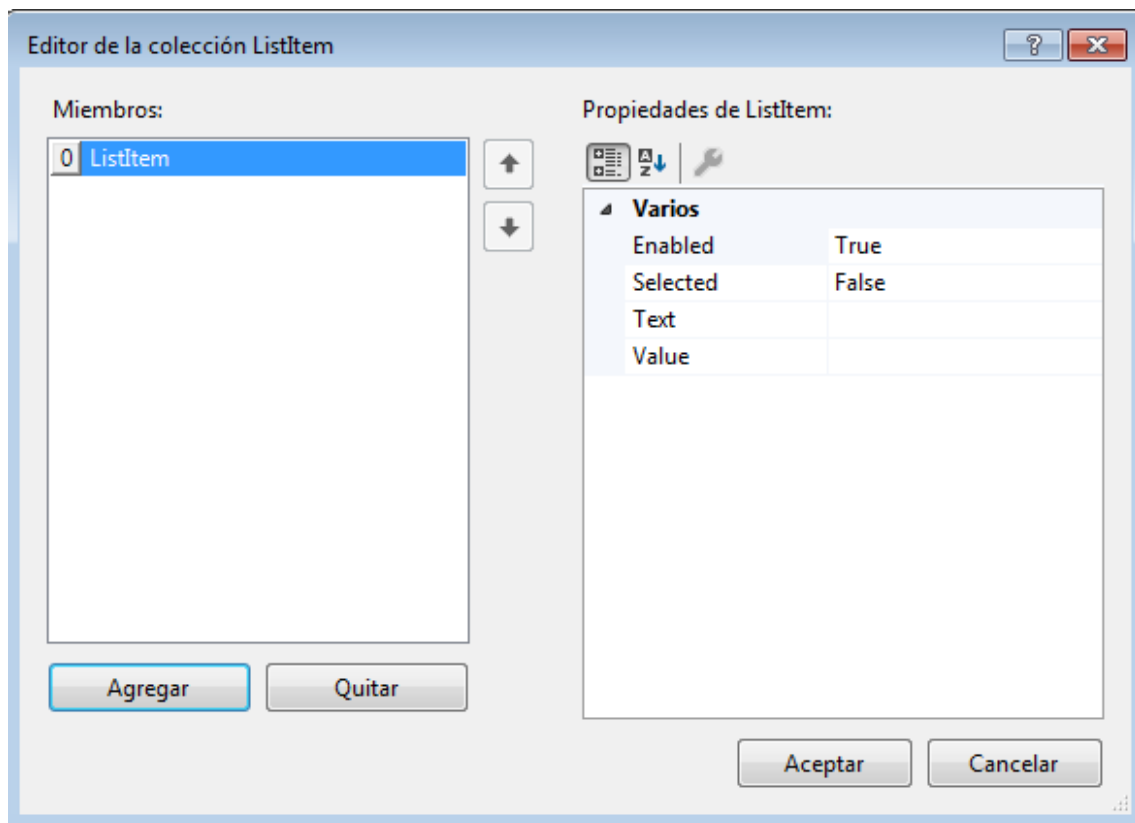 Editor de la colección ListItem
?
Miembros:
0 ListItem
Agregar
Quitar
Propiedades de ListItem:
A
Z
Varios
Enabled True
Selected False
Text
Value
Aceptar
Cancelar